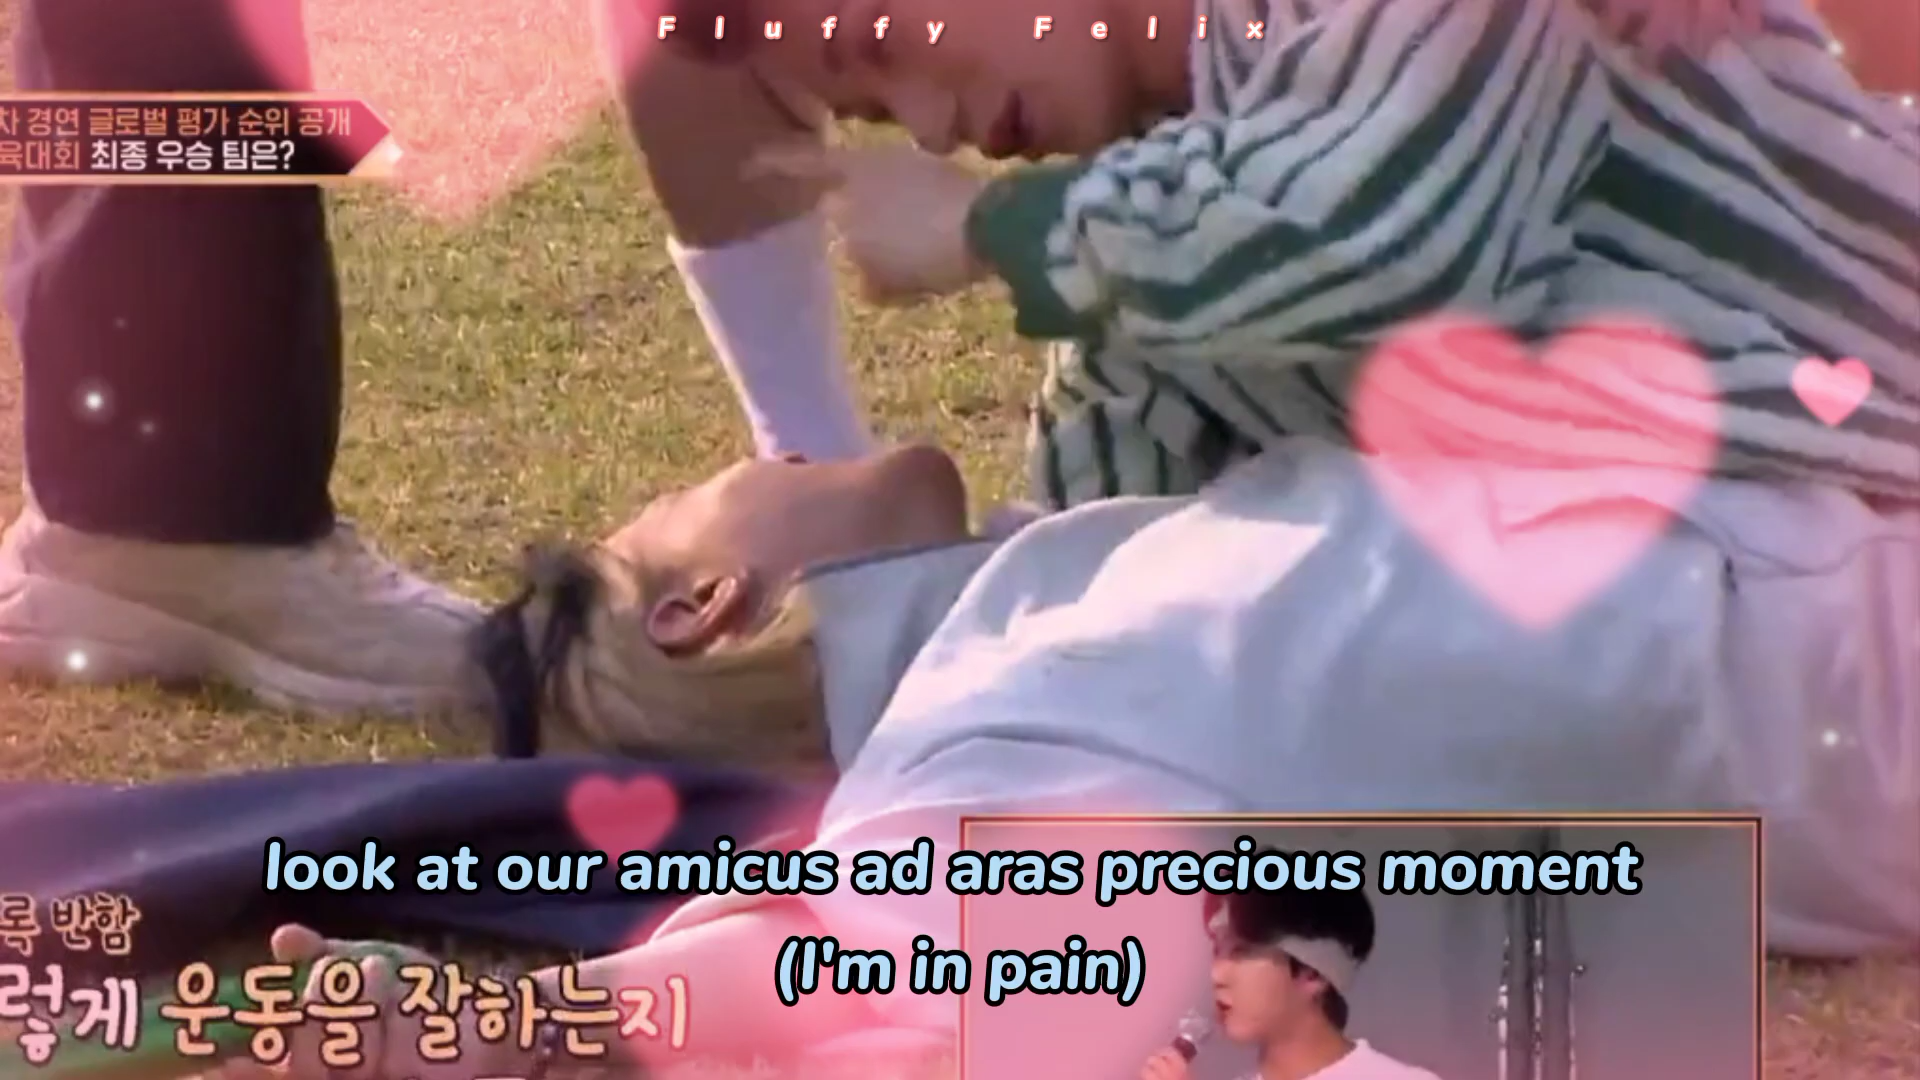 Fluffy Felix
차 경연 글로벌 평가 순위 공개
육대회 최종 우승 팀은?
look at our amicus ad aras precious moment
(I'm in pain)
록 반함
렇게 운동을 잘하는지